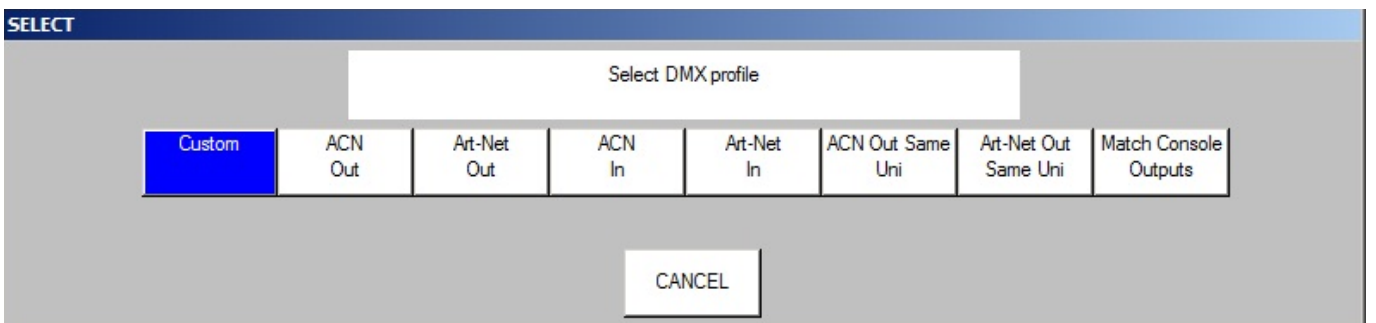 SELECT
Select DMX profile
Custom
ACN
Out
Art-Net
Out
ACN
In
Art-Net
In
ACN Out Same
Uni
Art-Net Out
Same Uni
Match Console
Outputs
CANCEL